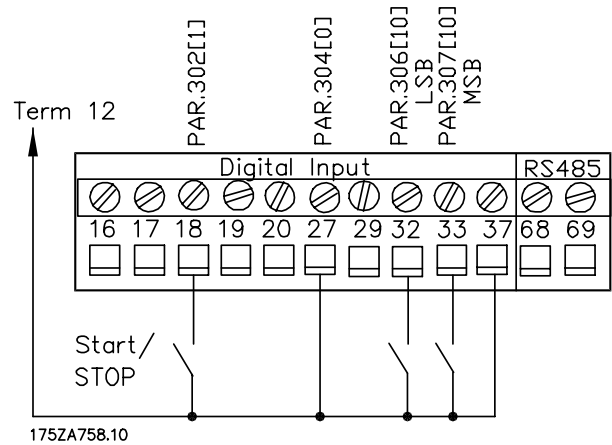 PAR.302[1]
PAR.304[0]
PAR.306[10]
LSB
PAR.307[10]
MSB
Term 12
Digital Input
RS485
16 17 18 19 20 27 29 32 33 37 68 69
Start/
STOP
175ZA758.10